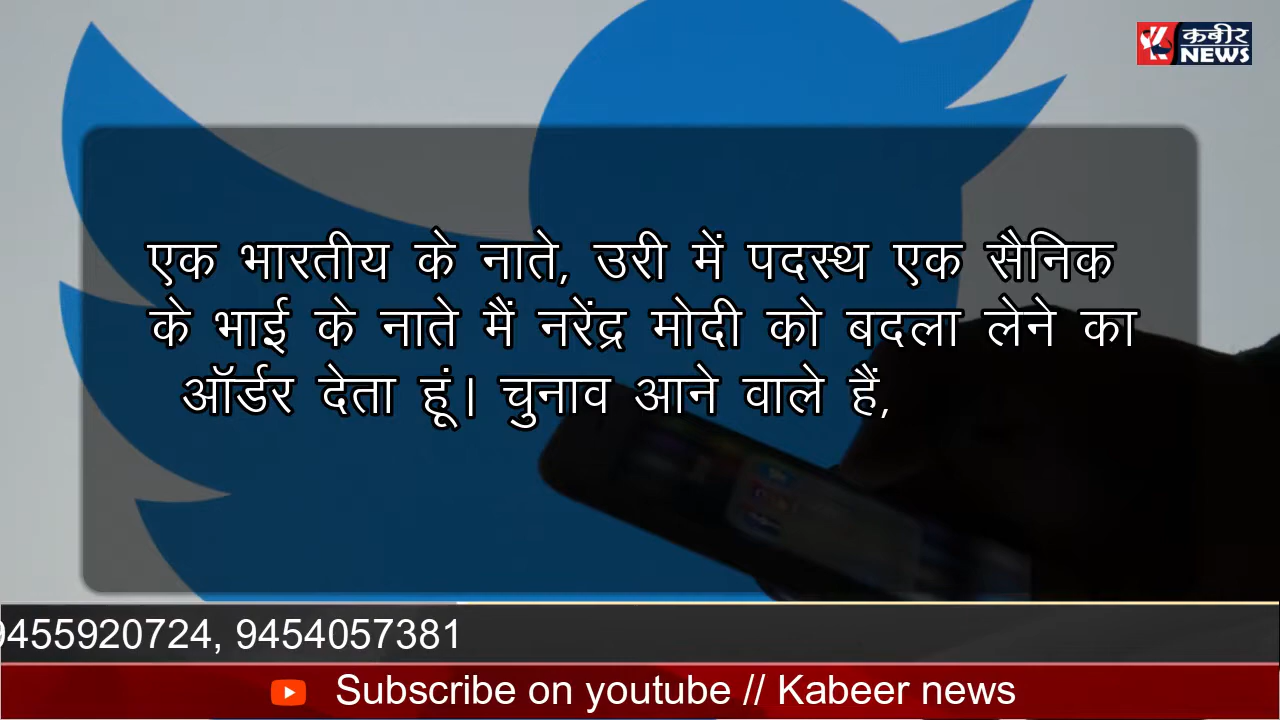 कबीर
NEWS
एक भारतीय के नाते, उरी में पदस्थ एक सैनिक
के भाई के नाते मैं नरेंद्र मोदी को बदला लेने का
ऑर्डर देता हूं। चुनाव आने वाले हैं,
9455920724, 9454057381
Subscribe on youtube // Kabeer news